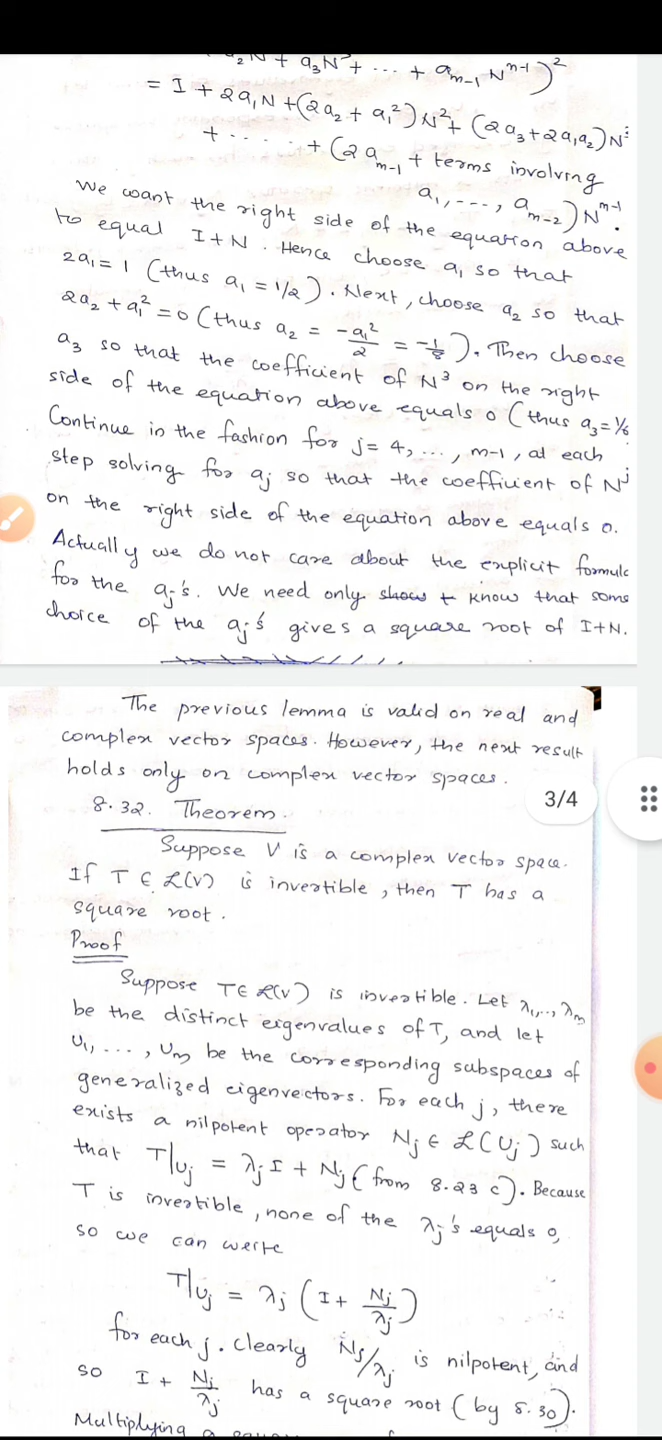 a₂N + a₃N³ + ... + a_{m-1} N^{m-1})²
= I + 2a₁N + (2a₂ + a₁²)N² + (2a₃ + 2a₁a₂)N³
+ ..... + (2a_{m-1} + terms involving
a₁, ---, a_{m-2})N^{m-1}.
We want the right side of the equation above
to equal I+N. Hence choose a₁ so that
2a₁ = 1 (thus a₁ = 1/2). Next, choose a₂ so that
2a₂ + a₁² = 0 (thus a₂ = -a₁²/2 = -1/8). Then choose
a₃ so that the coefficient of N³ on the right
side of the equation above equals 0 (thus a₃ = 1/6
Continue in the fashion for j = 4, ..., m-1, at each
step solving for aⱼ so that the coefficient of Nʲ
on the right side of the equation above equals 0.
Actually we do not care about the explicit formula
for the aⱼ's. We need only know that some
choice of the aⱼ's gives a square root of I+N.
The previous lemma is valid on real and
complex vector spaces. However, the next result
holds only on complex vector spaces.
3/4
8.32. Theorem.
Suppose V is a complex vector space.
If T ∈ ℒ(V) is invertible, then T has a
square root.
Proof
Suppose T∈ ℒ(V) is invertible. Let λ₁,..., λₘ
be the distinct eigenvalues of T, and let
U₁, ..., Uₘ be the corresponding subspaces of
generalized eigenvectors. For each j, there
exists a nilpotent operator Nⱼ ∈ ℒ(Uⱼ) such
that T|Uⱼ = λⱼI + Nⱼ (from 8.23 c). Because
T is invertible, none of the λⱼ's equals 0,
so we can write
T|Uⱼ = λⱼ (I + Nⱼ/λⱼ)
for each j. Clearly Nⱼ/λⱼ is nilpotent, and
so I + Nⱼ/λⱼ has a square root (by 8.30).
Multiplying a